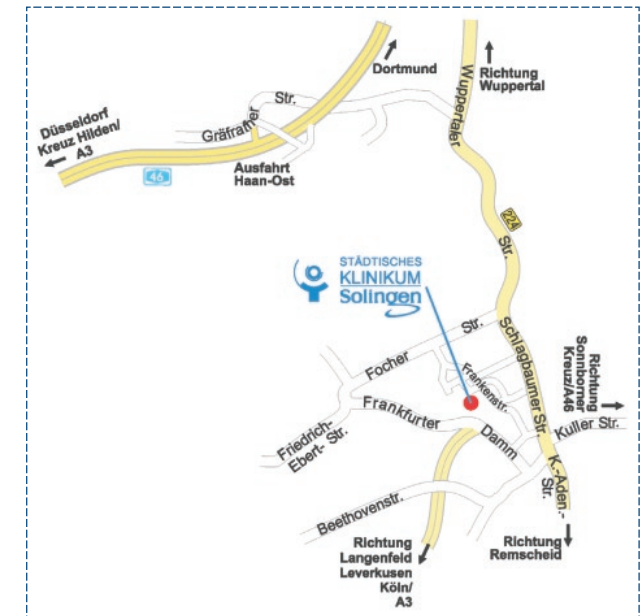 Dortmund
Richtung
Wuppertal
Wuppertaler
Str.
Gräfrather
Str.
Düsseldorf
Kreuz Hilden/
A3
46
Ausfahrt
Haan-Ost
224
STÄDTISCHES
KLINIKUM
Solingen
Focher
Str.
Schlagbaumer Str.
Frankenstr.
Richtung
Sonnborner
Kreuz/A46
Frankfurter
Damm
Kuller Str.
Friedrich-
Ebert- Str.
K.-Aden.-
Str.
Beethovenstr.
Richtung
Langenfeld
Leverkusen
Köln/
A3
Richtung
Remscheid